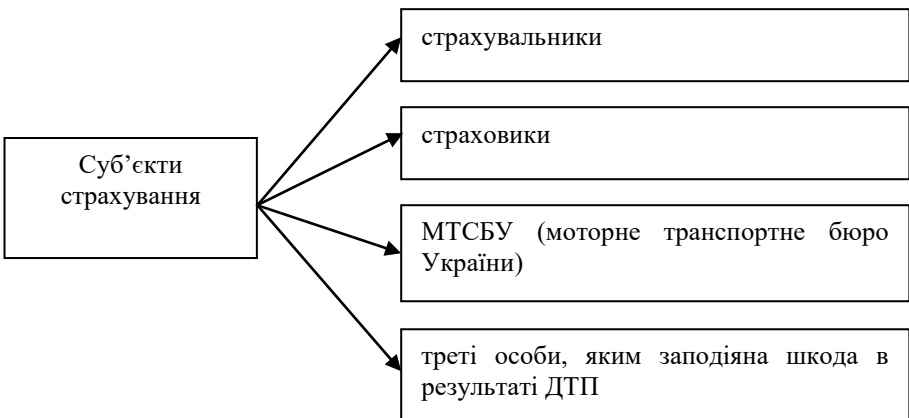 страхувальники
страховики
Суб’єкти
страхування
МТСБУ (моторне транспортне бюро
України)
треті особи, яким заподіяна шкода в
результаті ДТП